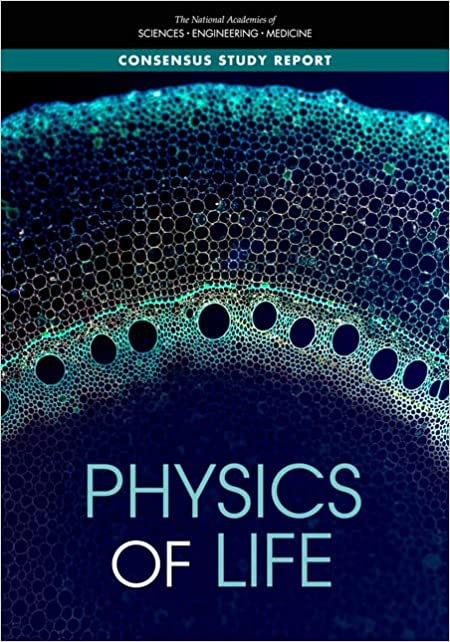 The National Academies of
SCIENCES • ENGINEERING • MEDICINE
CONSENSUS STUDY REPORT
PHYSICS
OF LIFE